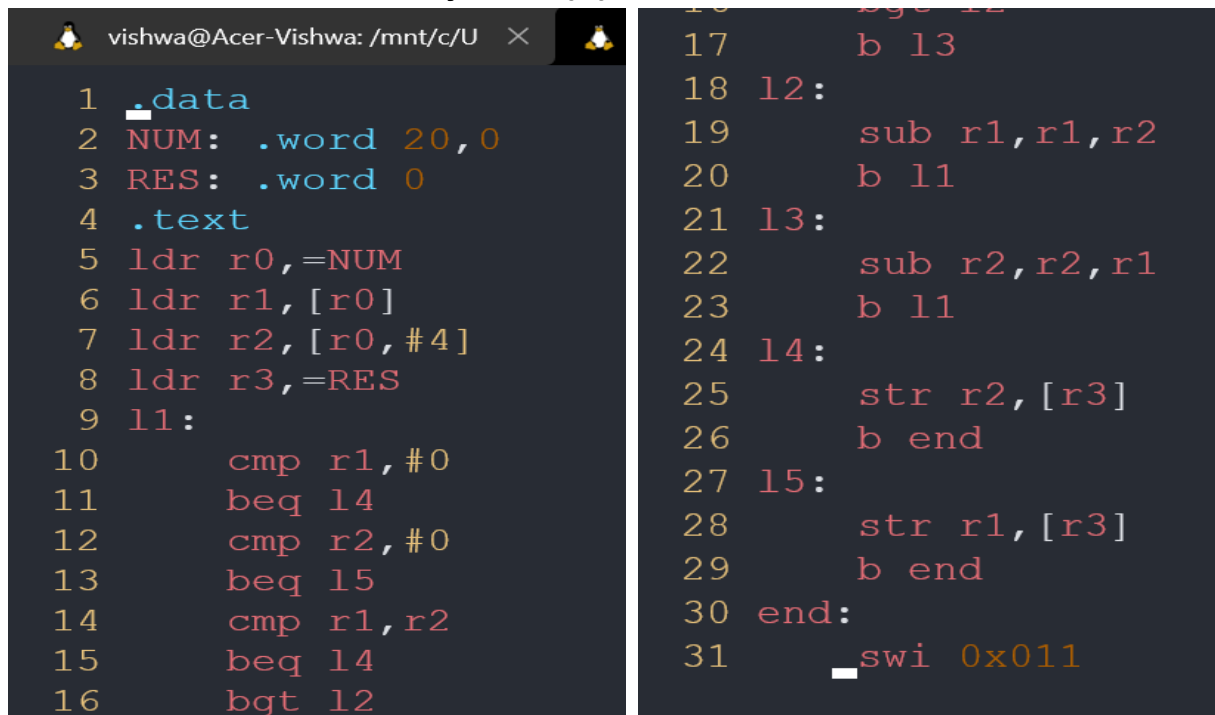 vishwa@Acer-Vishwa: /mnt/c/U ×
1 .data
2 NUM: .word 20,0
3 RES: .word 0
4 .text
5 ldr r0,=NUM
6 ldr r1,[r0]
7 ldr r2,[r0,#4]
8 ldr r3,=RES
9 l1:
10 cmp r1,#0
11 beq l4
12 cmp r2,#0
13 beq l5
14 cmp r1,r2
15 beq l4
16 bgt l2
16 bgt l2
17 b l3
18 l2:
19 sub r1,r1,r2
20 b l1
21 l3:
22 sub r2,r2,r1
23 b l1
24 l4:
25 str r2,[r3]
26 b end
27 l5:
28 str r1,[r3]
29 b end
30 end:
31 swi 0x011